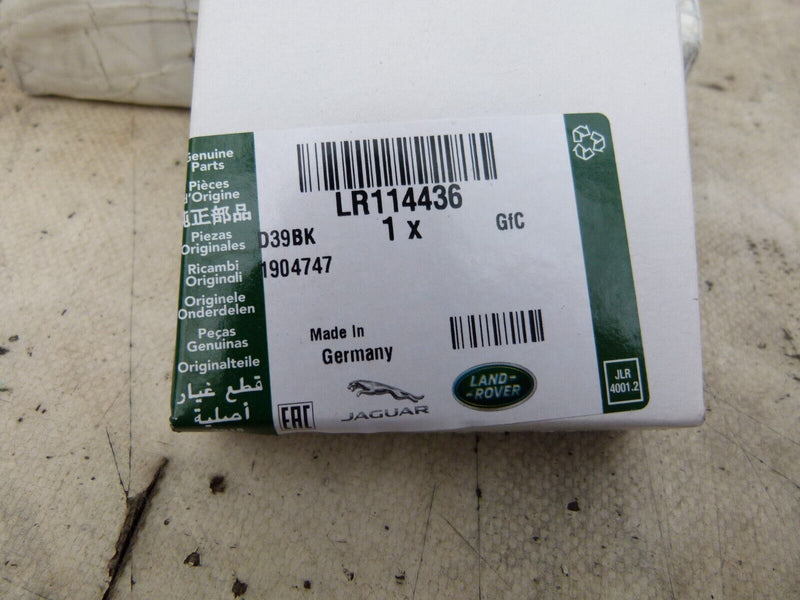 Genuine
Parts
Pièces
d'Origine
純正部品
Piezas
Originales
Ricambi
Originali
Originele
Onderdelen
Peças
Genuinas
Originalteile
قطع غيار
أصلية
LR114436
1 x
GfC
D39BK
1904747
Made In
Germany
EAC
JAGUAR
LAND-
-ROVER
JLR
4001.2